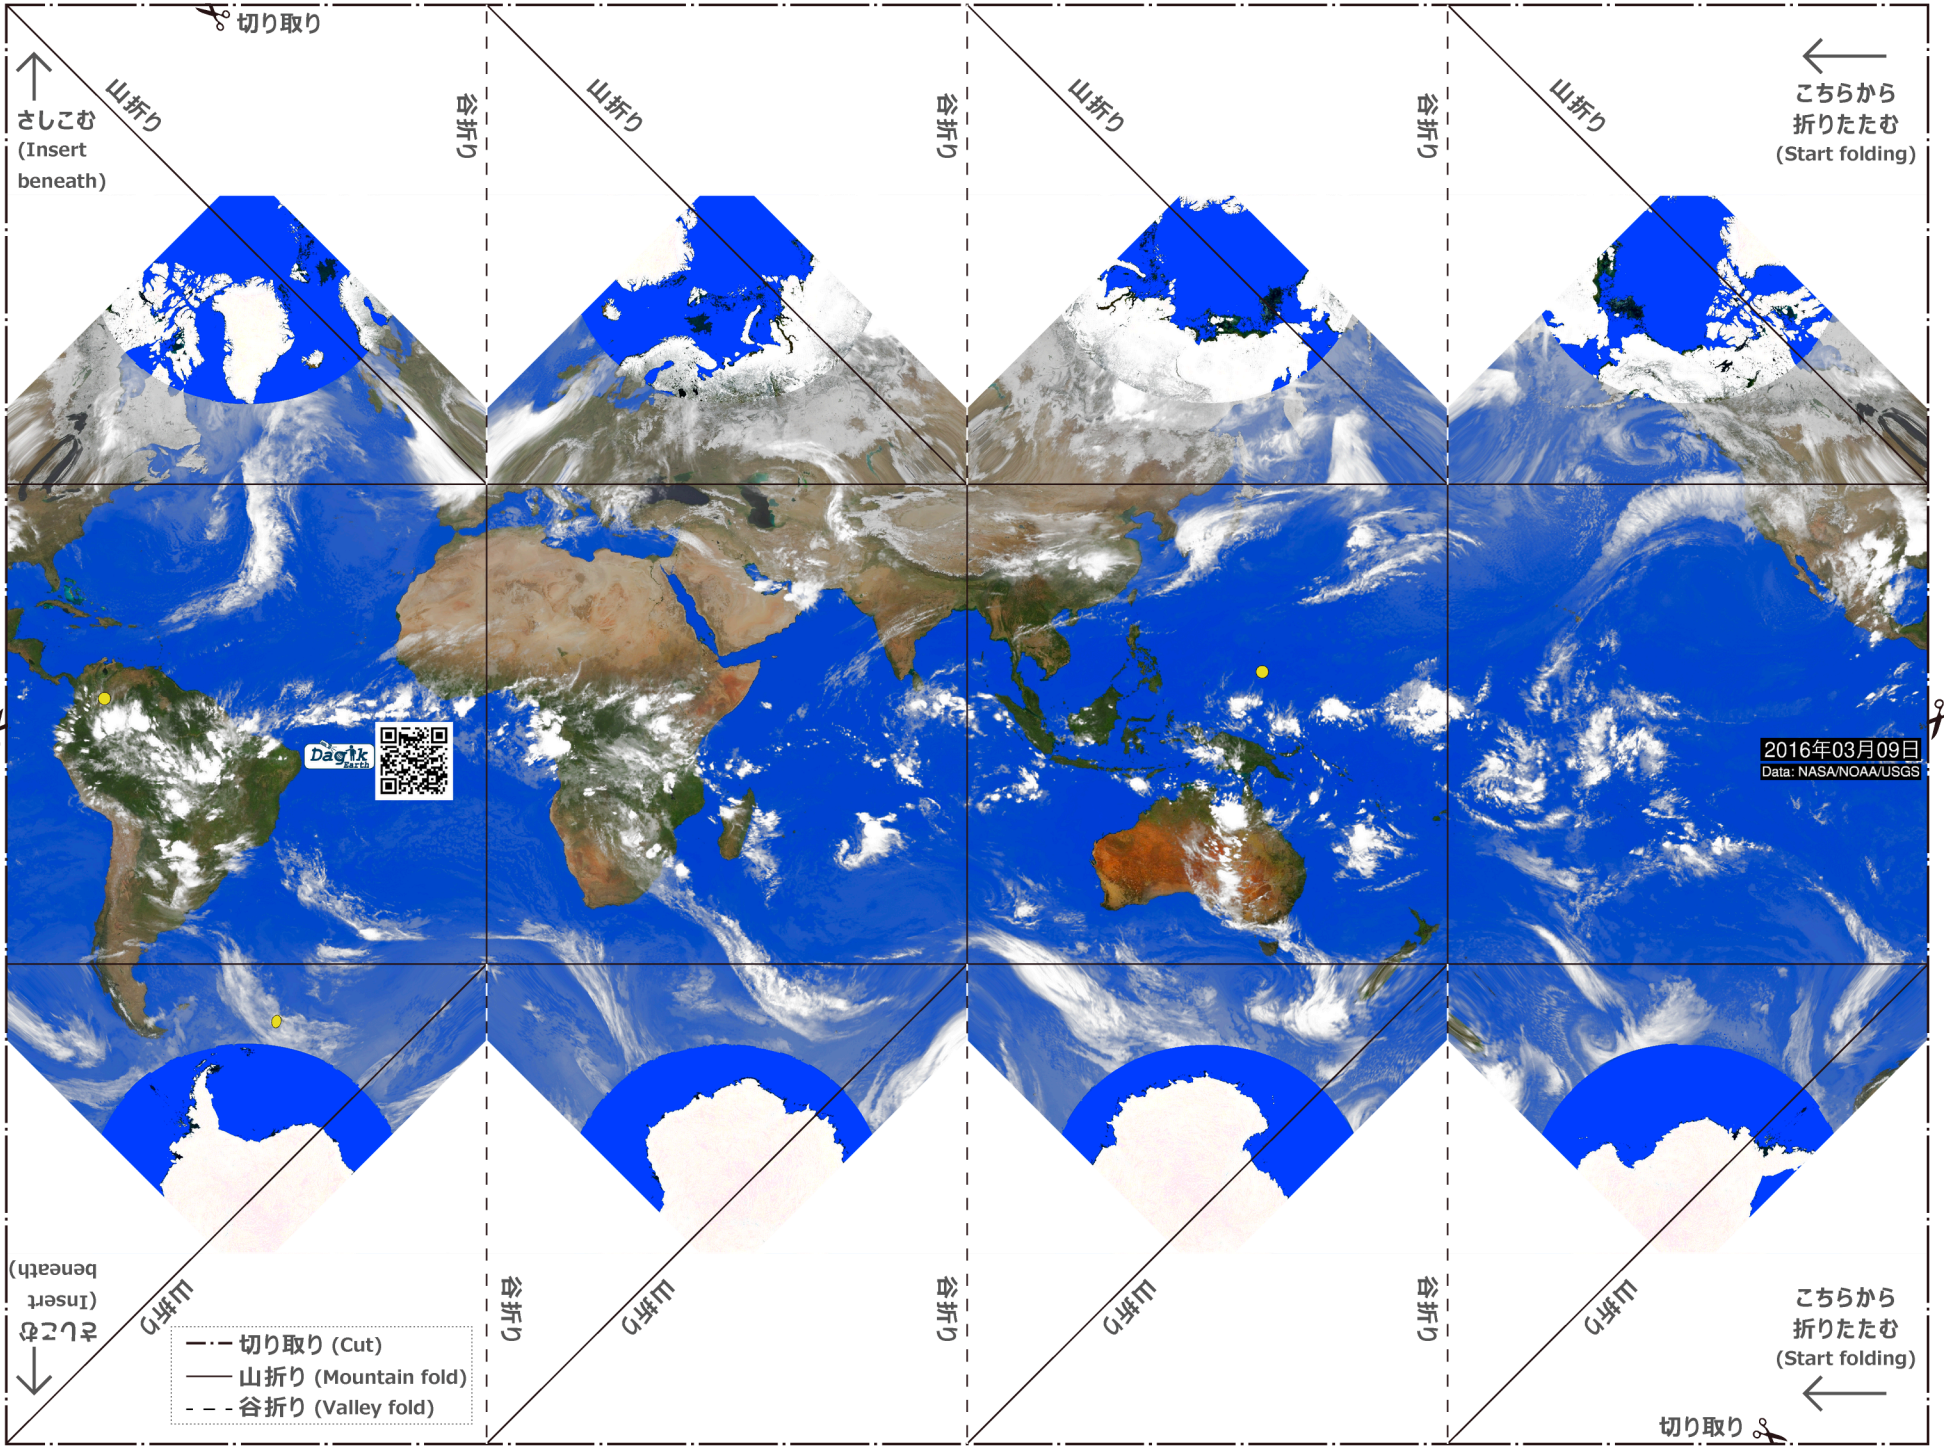 切り取り
山折り
谷折り
山折り
谷折り
山折り
谷折り
山折り
さしこむ
(Insert
beneath)
こちらから
折りたたむ
(Start folding)
Dagik
Earth
2016年03月09日
Data: NASA/NOAA/USGS
さしこむ
(Insert
beneath)
山折り
谷折り
山折り
谷折り
山折り
谷折り
山折り
切り取り (Cut)
山折り (Mountain fold)
谷折り (Valley fold)
こちらから
折りたたむ
(Start folding)
切り取り